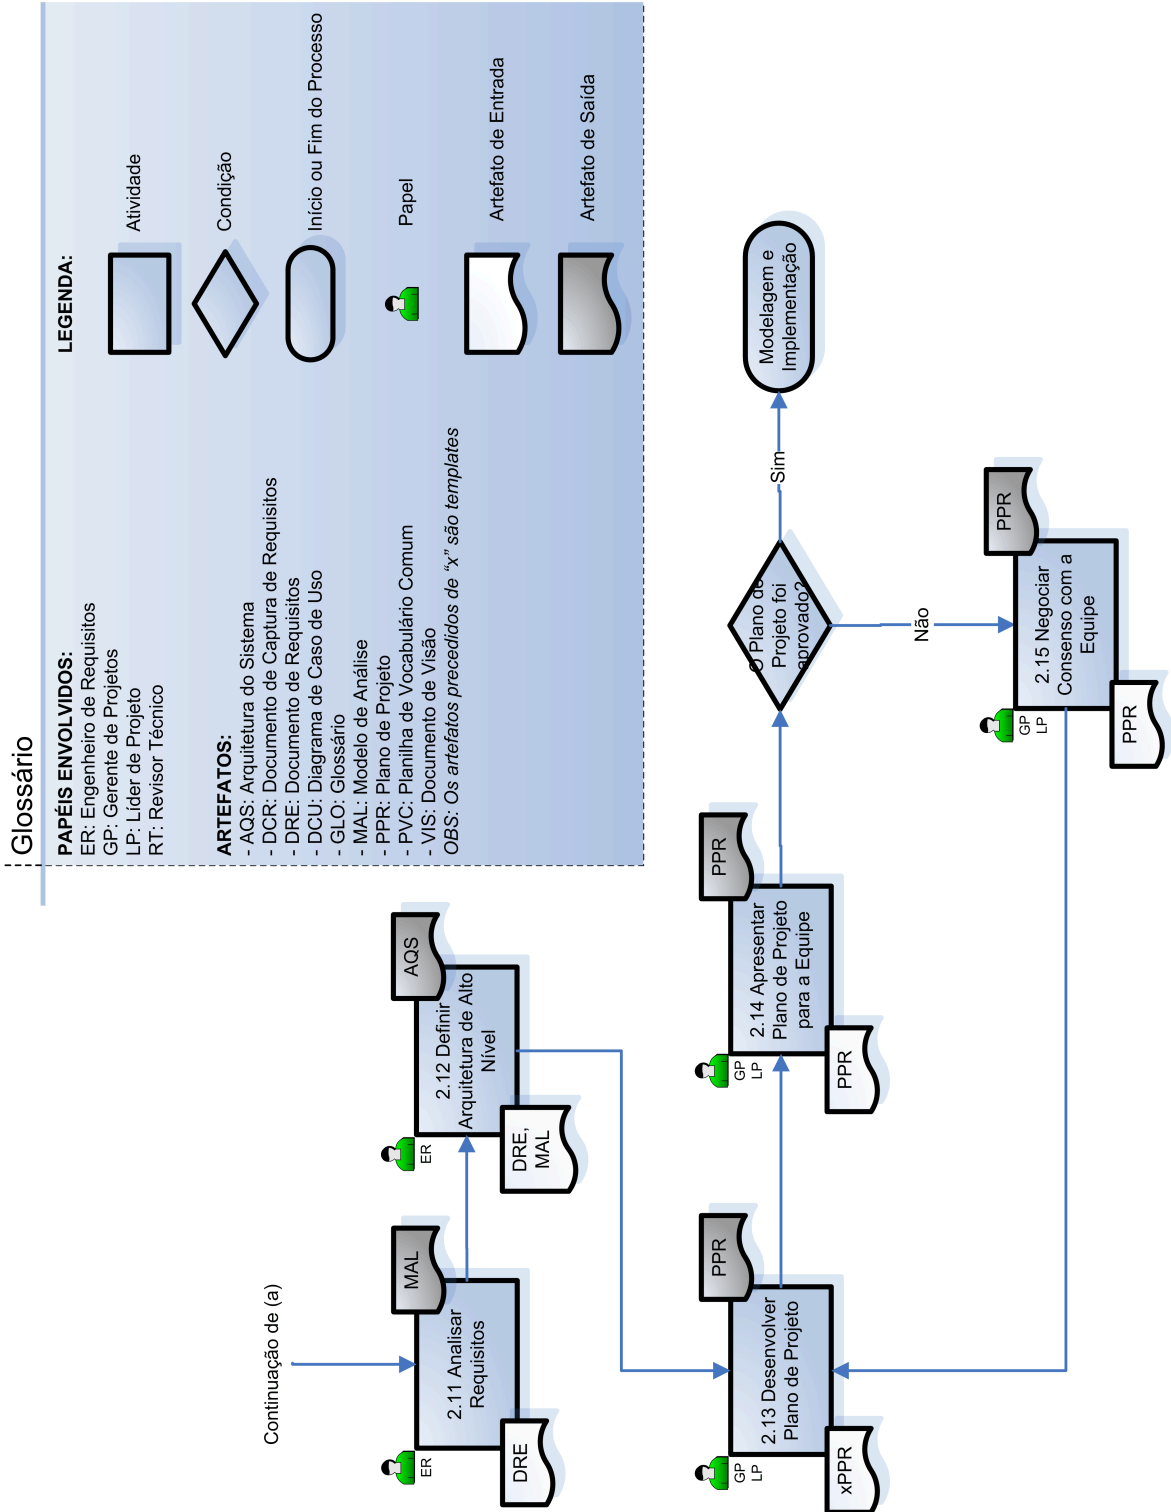 Glossário
PAPÉIS ENVOLVIDOS:
ER: Engenheiro de Requisitos
GP: Gerente de Projetos
LP: Líder de Projeto
RT: Revisor Técnico
ARTEFATOS:
- AQS: Arquitetura do Sistema
- DCR: Documento de Captura de Requisitos
- DRE: Documento de Requisitos
- DCU: Diagrama de Caso de Uso
- GLO: Glossário
- MAL: Modelo de Análise
- PPR: Plano de Projeto
- PVC: Planilha de Vocabulário Comum
- VIS: Documento de Visão
OBS: Os artefatos precedidos de “x” são templates
LEGENDA:
Atividade
Condição
Início ou Fim do Processo
Papel
Artefato de Entrada
Artefato de Saída
Continuação de (a)
ER
MAL
2.11 Analisar
Requisitos
DRE
ER
AQS
2.12 Definir
Arquitetura de Alto
Nível
DRE,
MAL
GP
LP
PPR
2.13 Desenvolver
Plano de Projeto
xPPR
GP
LP
PPR
2.14 Apresentar
Plano de Projeto
para a Equipe
PPR
O Plano de
Projeto foi
aprovado?
Sim
Modelagem e
Implementação
Não
GP
LP
PPR
2.15 Negociar
Consenso com a
Equipe
PPR